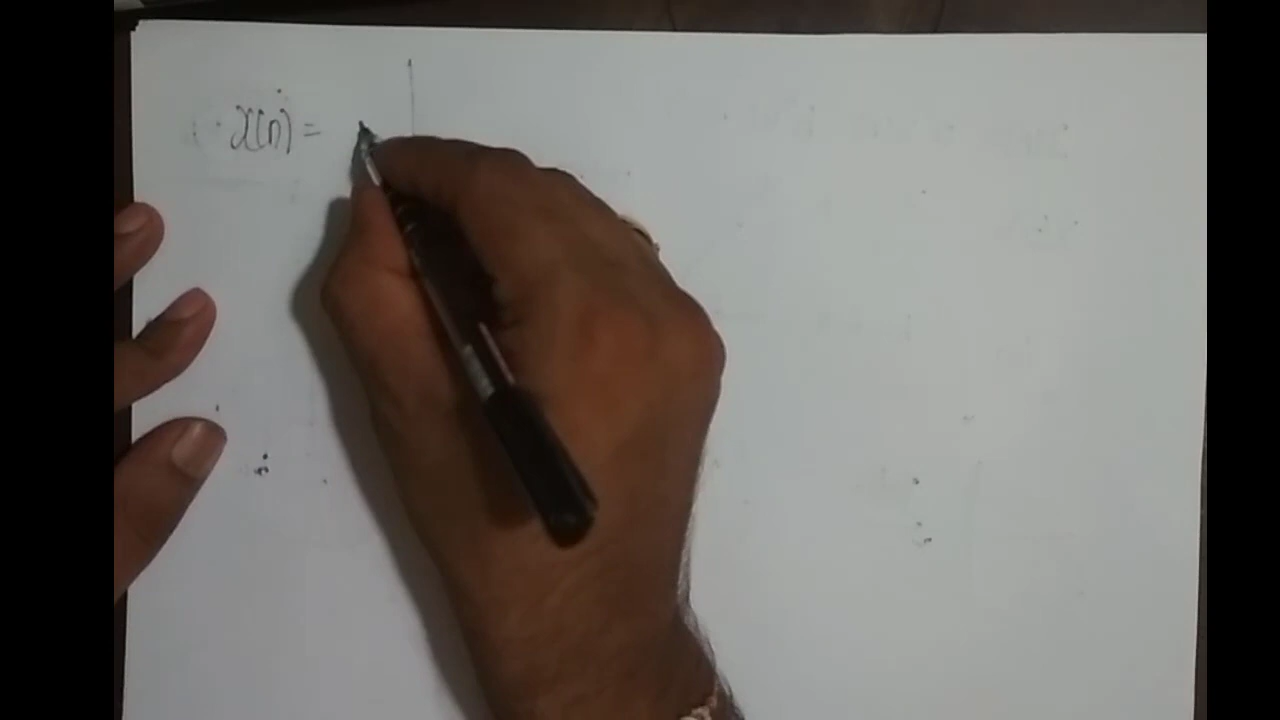 x(n) =